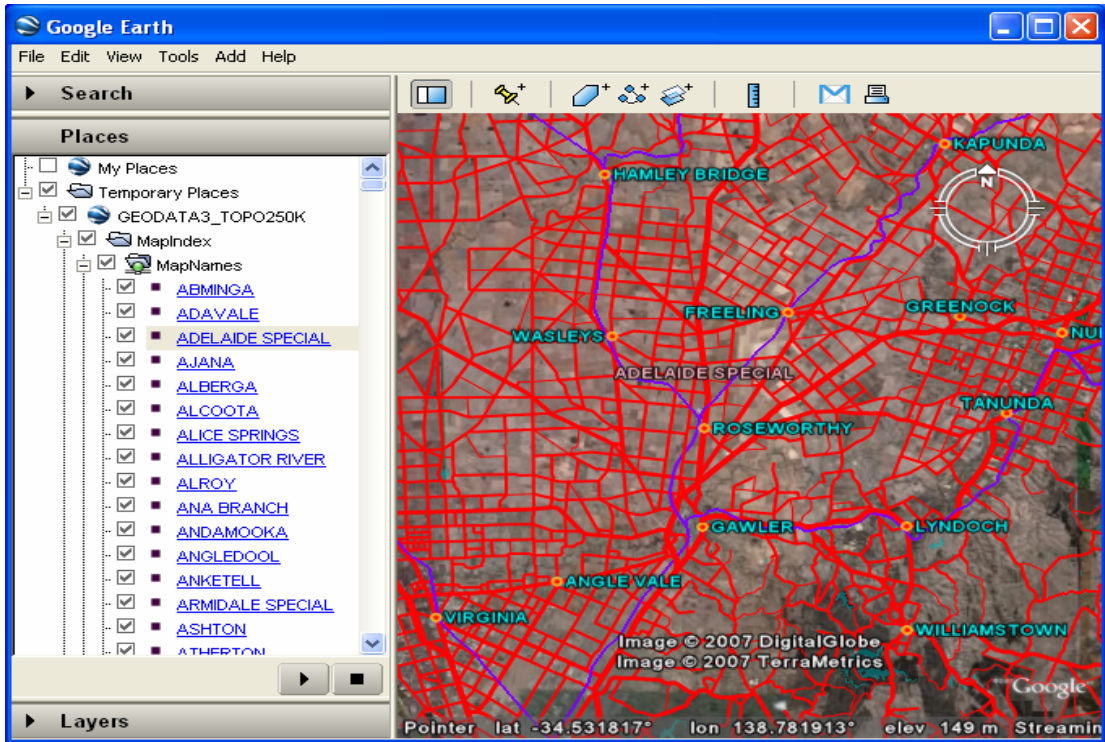 Google Earth
File Edit View Tools Add Help
Search
Places
My Places
Temporary Places
GEODATA3_TOPO250K
MapIndex
MapNames
ABMINGA
ADAVALE
ADELAIDE SPECIAL
AJANA
ALBERGA
ALCOOTA
ALICE SPRINGS
ALLIGATOR RIVER
ALROY
ANA BRANCH
ANDAMOOKA
ANGLEDOOL
ANKETELL
ARMIDALE SPECIAL
ASHTON
ATHERTON
Layers
KAPUNDA
HAMLEY BRIDGE
N
FREELING
GREENOCK
WASLEYS
NU
ADELAIDE SPECIAL
TANUNDA
ROSEWORTHY
GAWLER
LYNDOCH
ANGLE VALE
VIRGINIA
WILLIAMSTOWN
Image © 2007 DigitalGlobe
Image © 2007 TerraMetrics
Google
Pointer lat -34.531817° lon 138.781913° elev 149 m Streamin